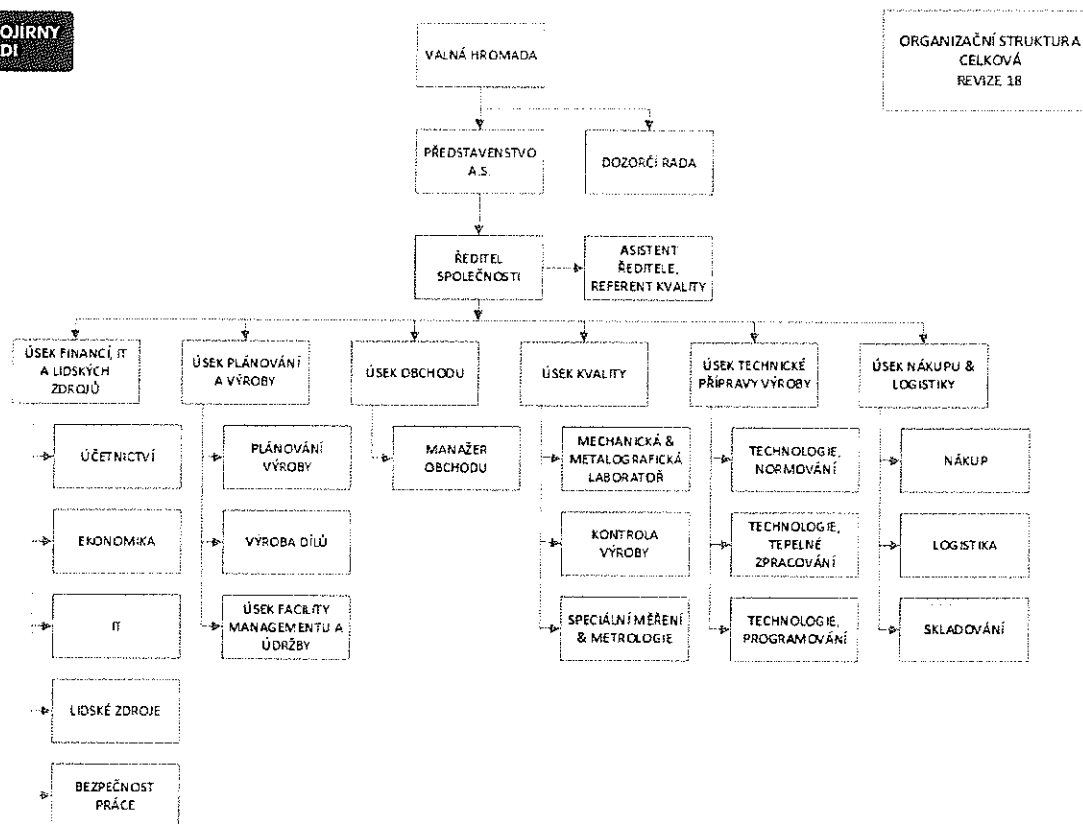 OJÍRNY
DI
ORGANIZAČNÍ STRUKTURA
CELKOVÁ
REVIZE 18
VALNÁ HROMADA
PŘEDSTAVENSTVO
A.S.
DOZORČÍ RADA
ŘEDITEL
SPOLEČNOSTI
ASISTENT
ŘEDITELE,
REFERENT KVALITY
ÚSEK FINANCÍ, IT
A LIDSKÝCH
ZDROJŮ
ÚSEK PLÁNOVÁNÍ
A VÝROBY
ÚSEK OBCHODU
ÚSEK KVALITY
ÚSEK TECHNICKÉ
PŘÍPRAVY VÝROBY
ÚSEK NÁKUPU &
LOGISTIKY
ÚČETNICTVÍ
PLÁNOVÁNÍ
VÝROBY
MANAŽER
OBCHODU
MECHANICKÁ &
METALOGRAFICKÁ
LABORATOŘ
TECHNOLOGIE,
NORMOVÁNÍ
NÁKUP
EKONOMIKA
VÝROBA DÍLŮ
KONTROLA
VÝROBY
TECHNOLOGIE,
TEPELNÉ
ZPRACOVÁNÍ
LOGISTIKA
IT
ÚSEK FACILITY
MANAGEMENTU A
ÚDRŽBY
SPECIÁLNÍ MĚŘENÍ
& METROLOGIE
TECHNOLOGIE,
PROGRAMOVÁNÍ
SKLADOVÁNÍ
LIDSKÉ ZDROJE
BEZPEČNOST
PRÁCE